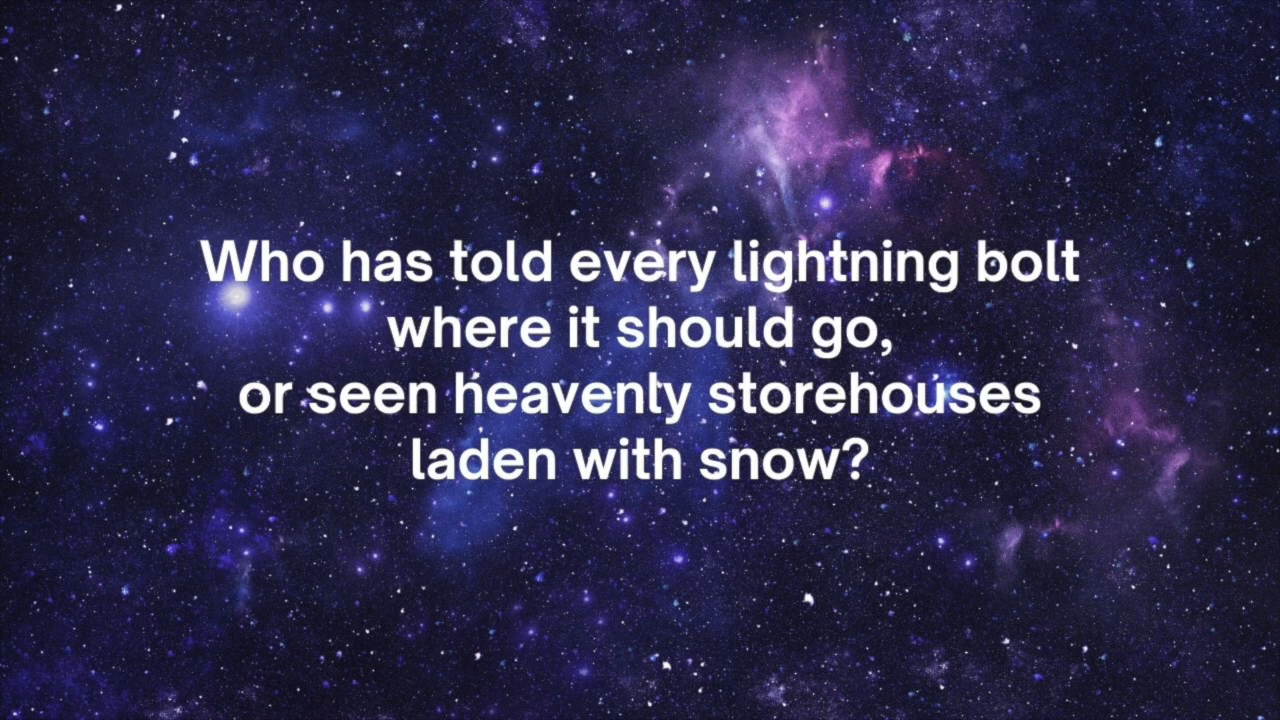 Who has told every lightning bolt
where it should go,
or seen heavenly storehouses
laden with snow?